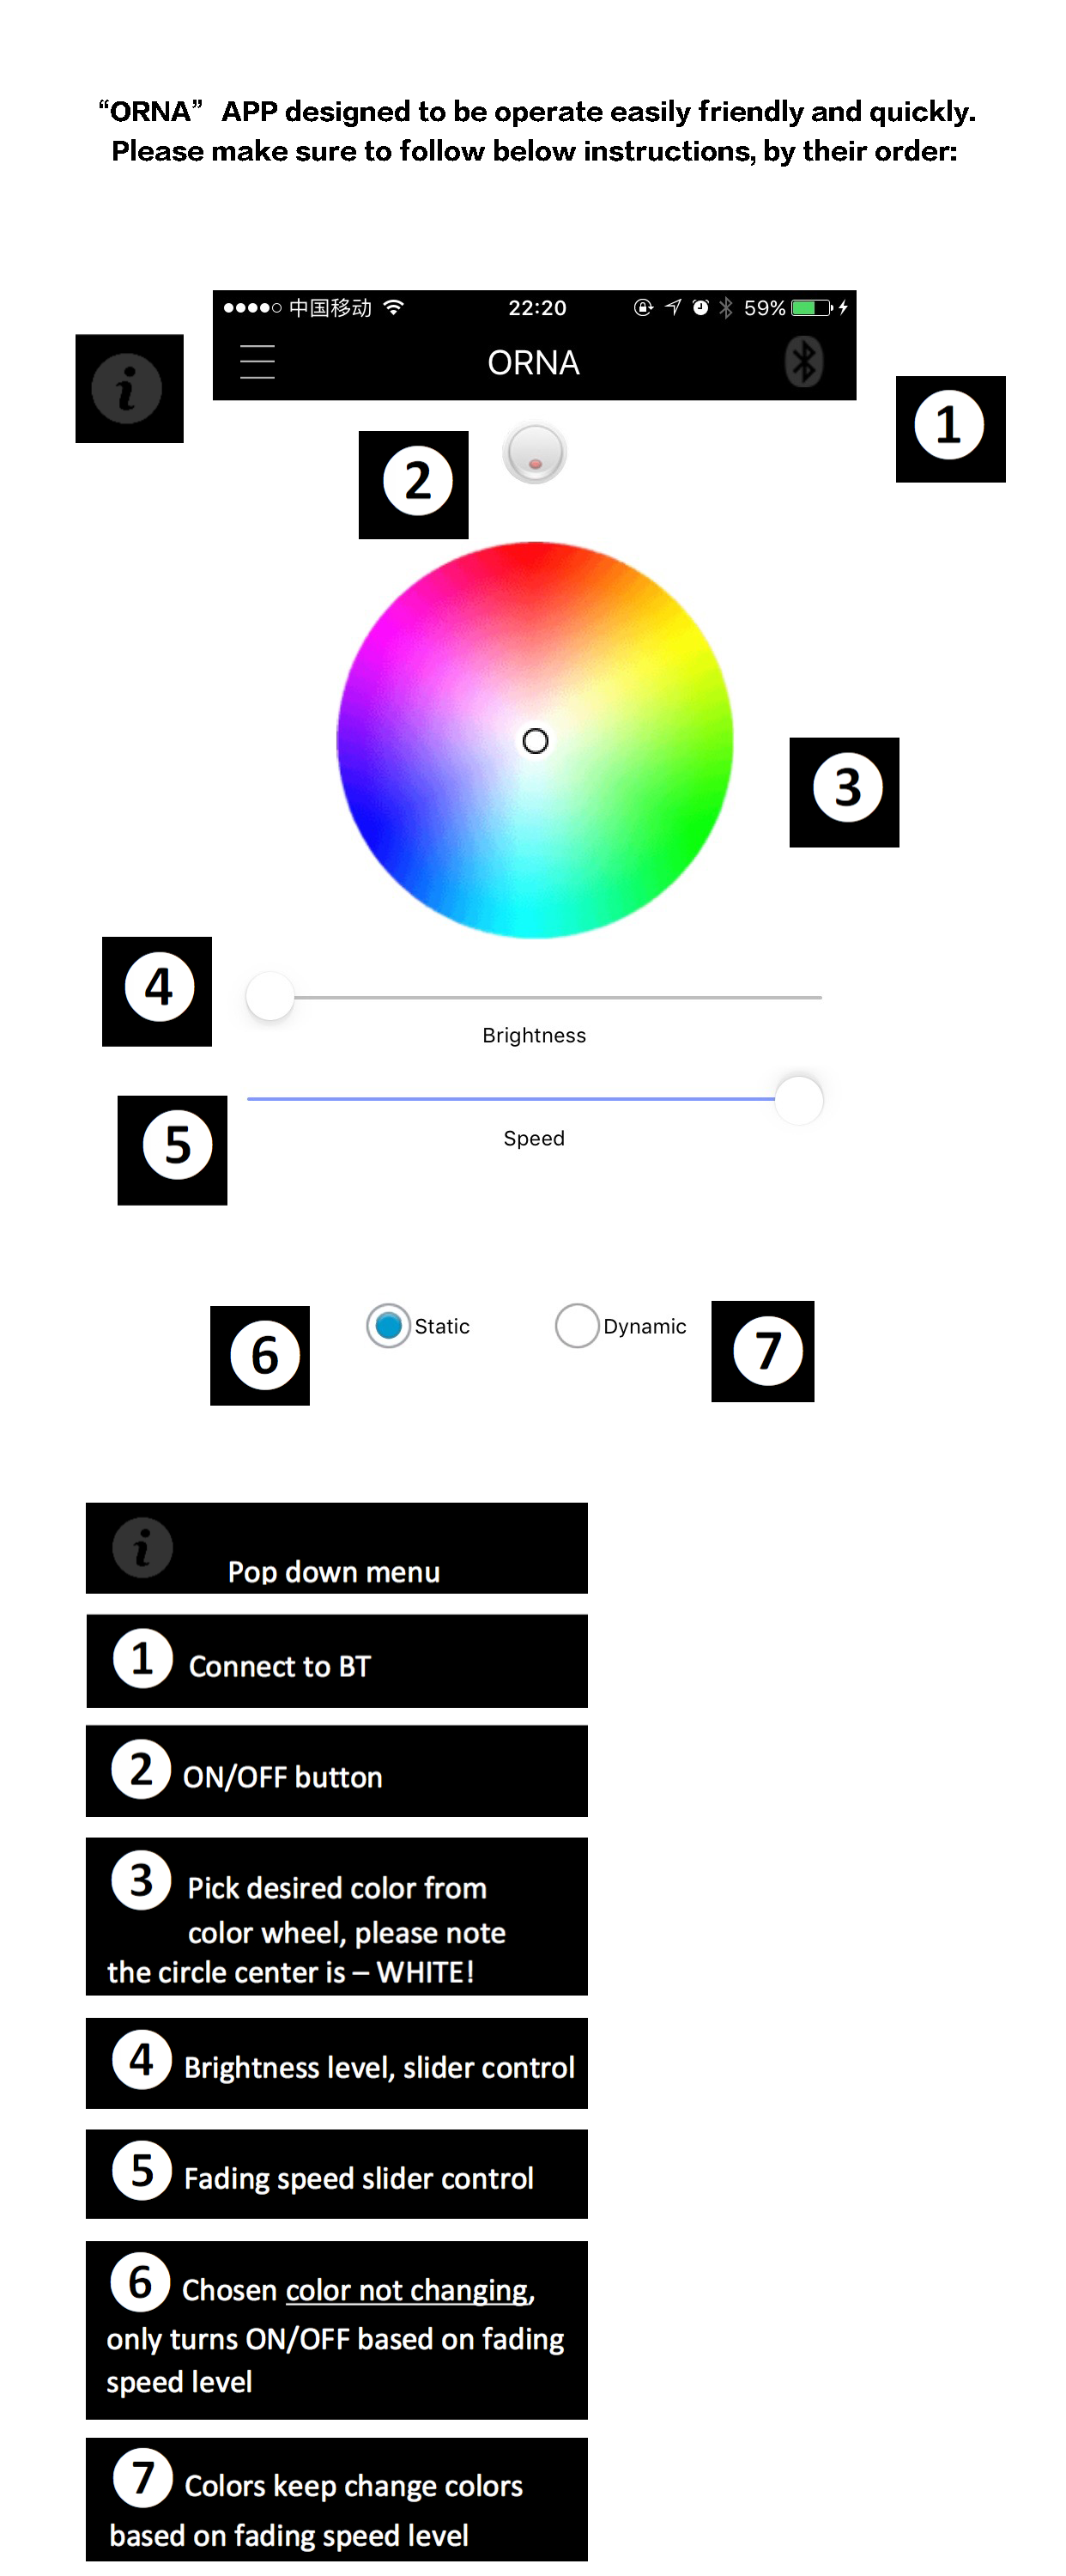 “ORNA” APP designed to be operate easily friendly and quickly.
Please make sure to follow below instructions, by their order:
中国移动 22:20 59%
ORNA
i
1
2
3
4
Brightness
5
Speed
6 Static Dynamic 7
i Pop down menu
1 Connect to BT
2 ON/OFF button
3 Pick desired color from
color wheel, please note
the circle center is – WHITE!
4 Brightness level, slider control
5 Fading speed slider control
6 Chosen color not changing,
only turns ON/OFF based on fading
speed level
7 Colors keep change colors
based on fading speed level